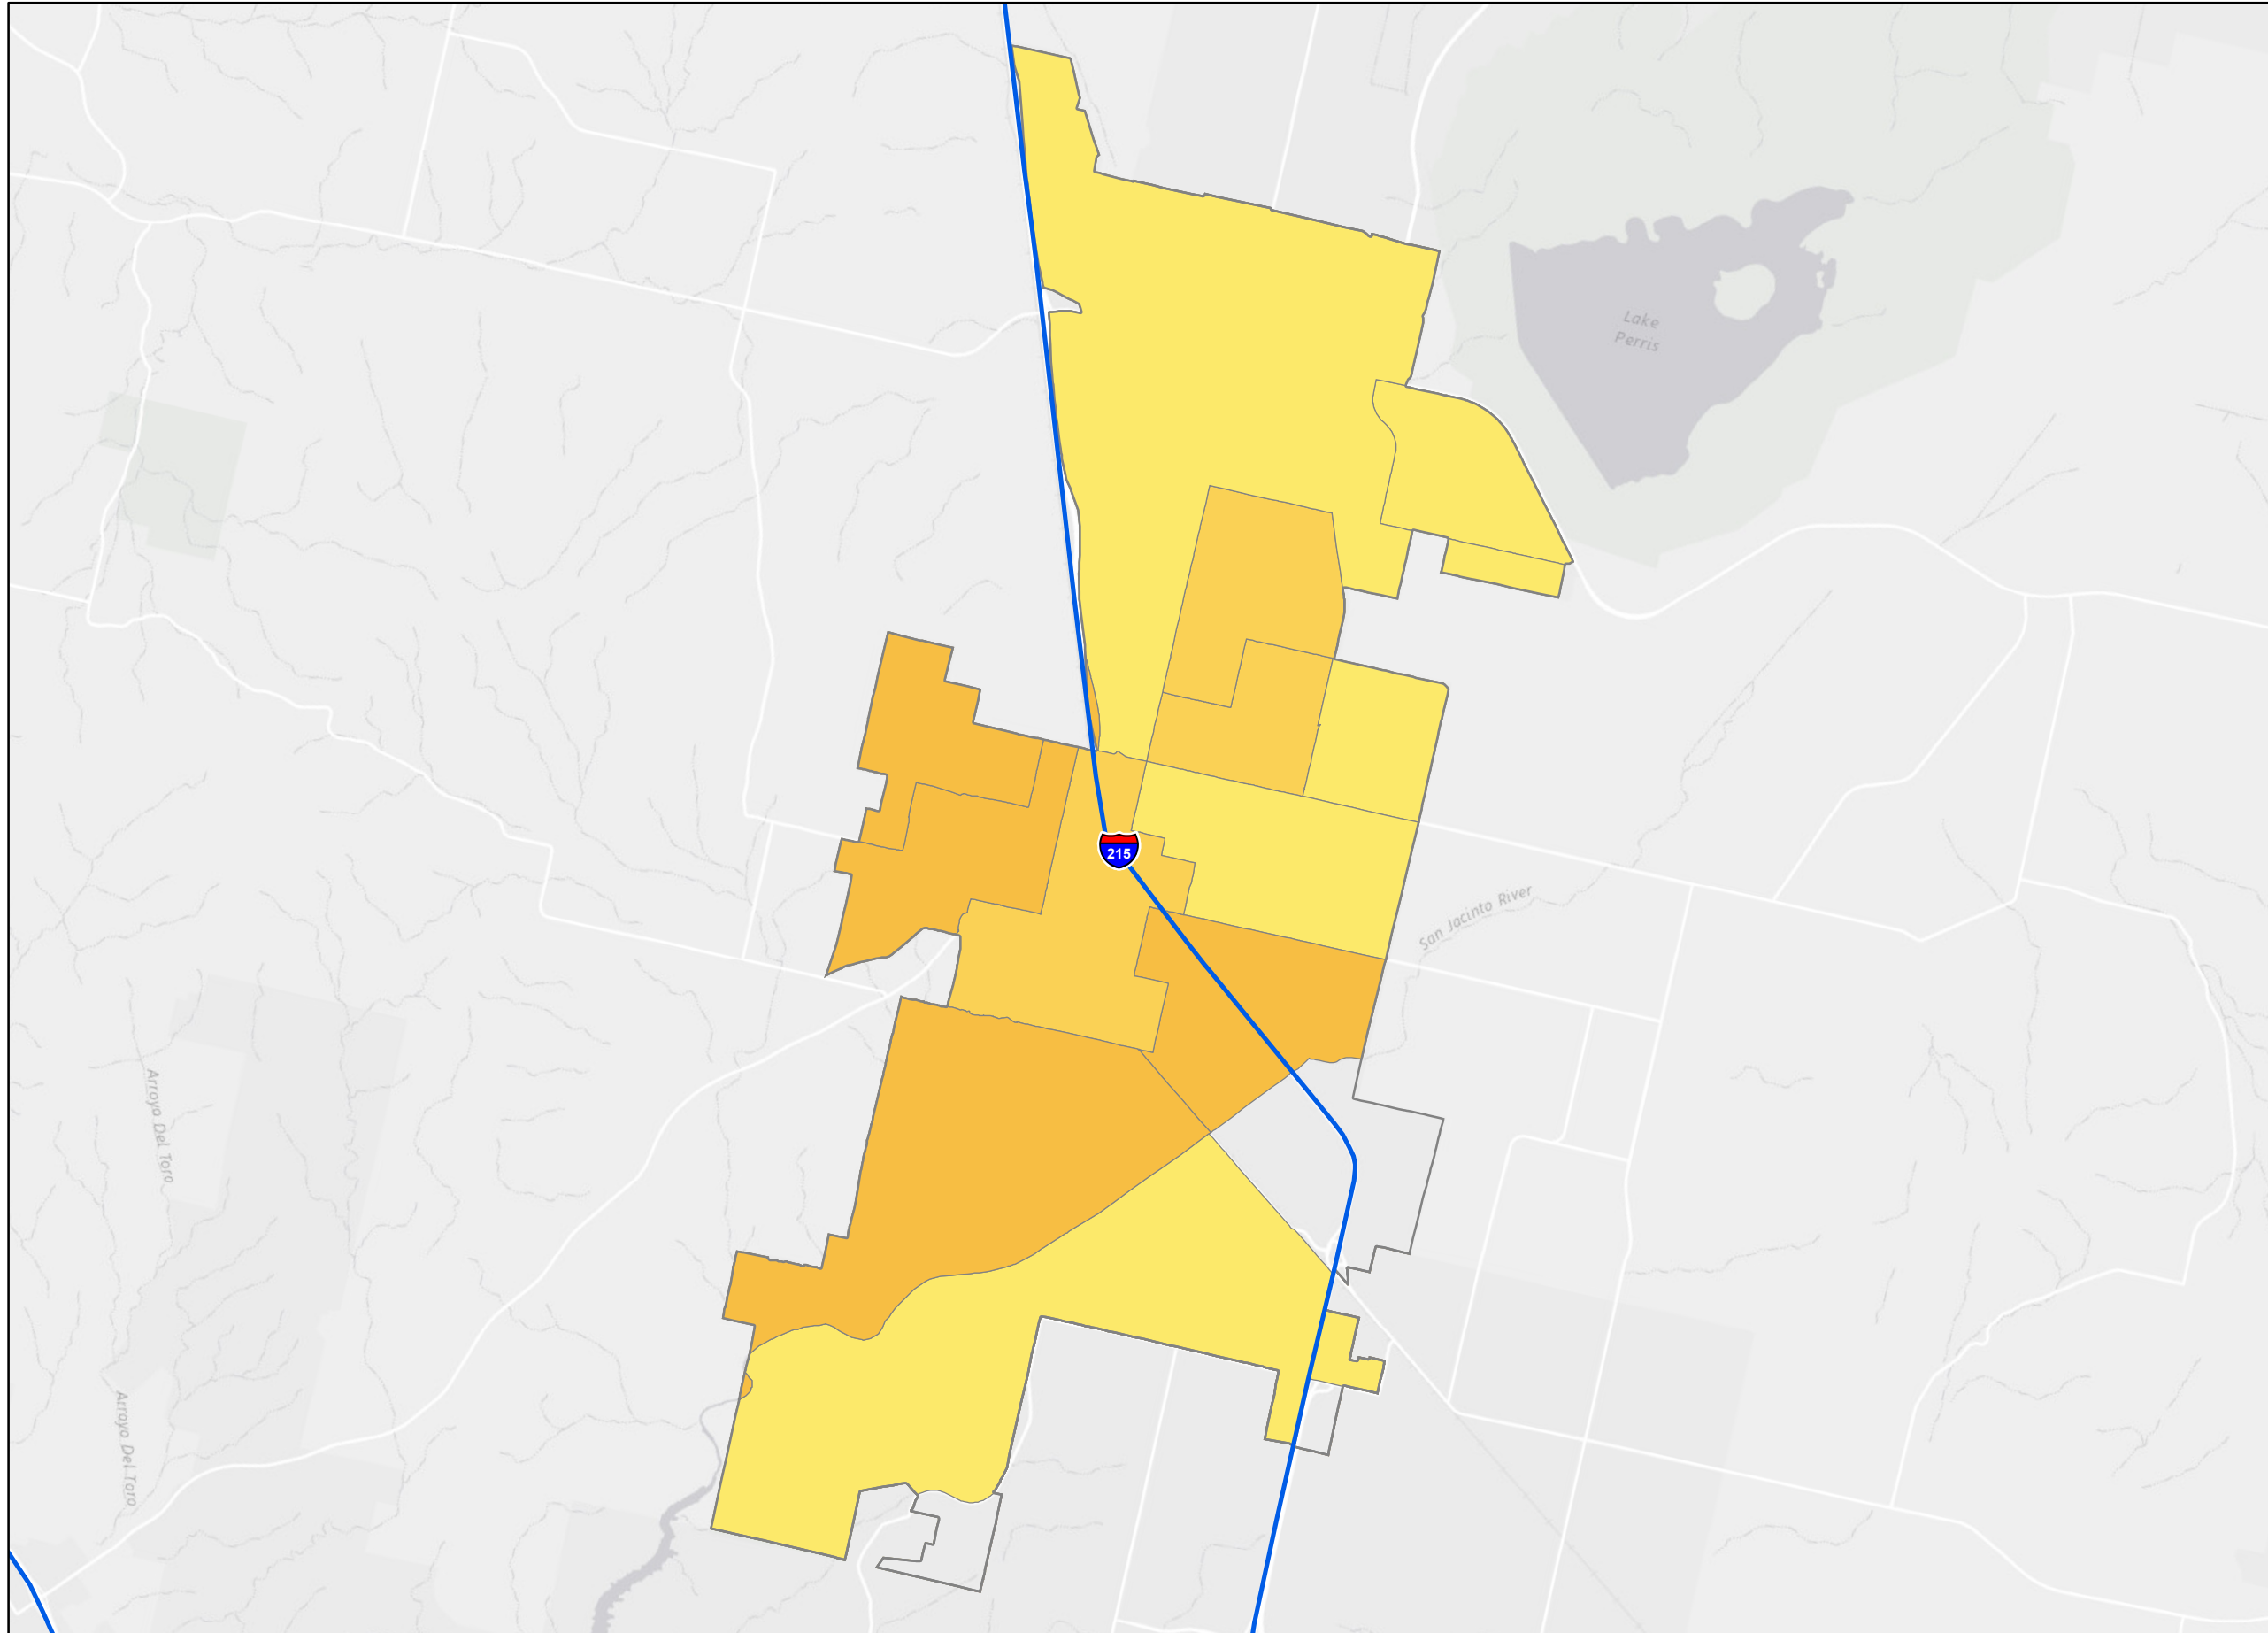 Lake
Perris
215
San Jacinto River
Arroyo Del Toro
Arroyo Del Toro